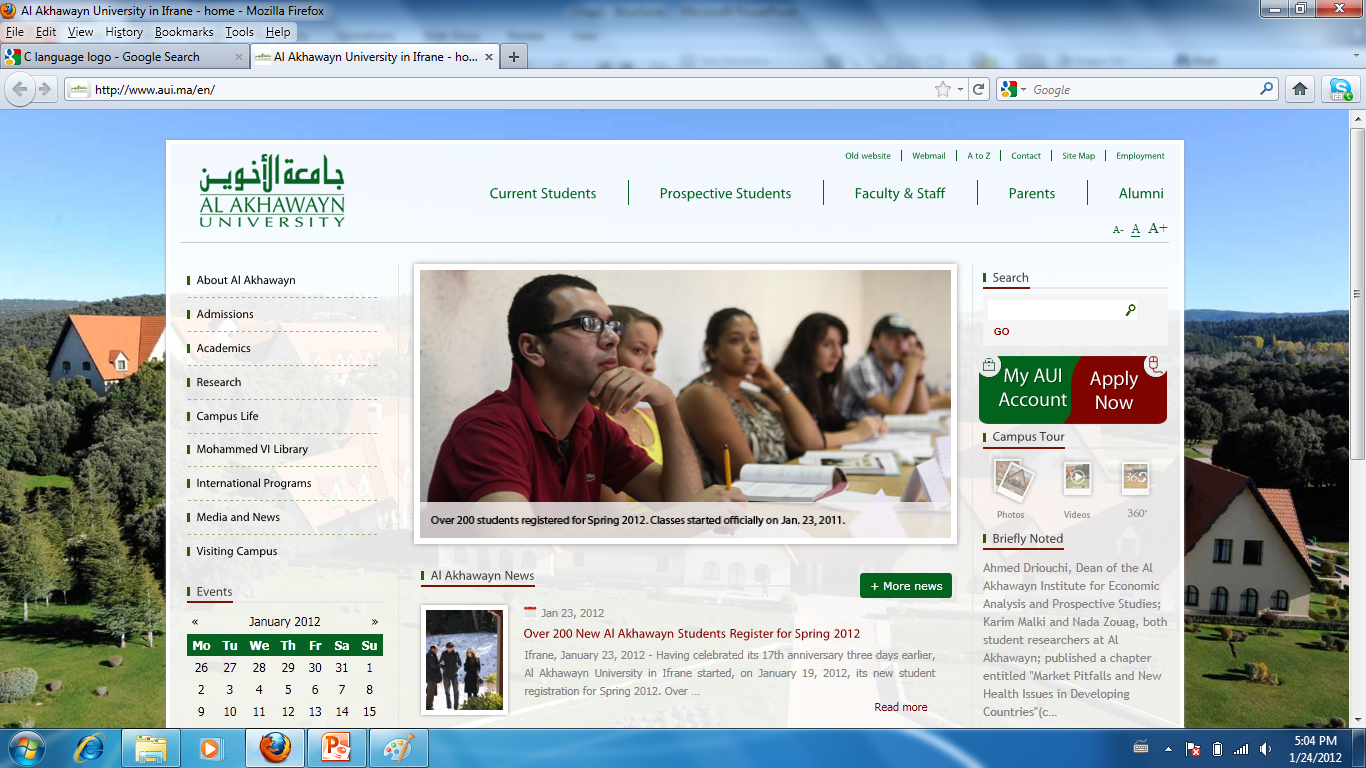 Al Akhawayn University in Ifrane - home - Mozilla Firefox
File Edit View History Bookmarks Tools Help
C language logo - Google Search
Al Akhawayn University in Ifrane - ho...
http://www.aui.ma/en/
Google
Old website
Webmail
A to Z
Contact
Site Map
Employment
جامعة الأخوين
AL AKHAWAYN
UNIVERSITY
Current Students
Prospective Students
Faculty & Staff
Parents
Alumni
A- A A+
About Al Akhawayn
Admissions
Academics
Research
Campus Life
Mohammed VI Library
International Programs
Media and News
Visiting Campus
Events
« January 2012 »
Mo Tu We Th Fr Sa Su
26 27 28 29 30 31 1
2 3 4 5 6 7 8
9 10 11 12 13 14 15
Over 200 students registered for Spring 2012. Classes started officially on Jan. 23, 2011.
Al Akhawayn News
+ More news
Jan 23, 2012
Over 200 New Al Akhawayn Students Register for Spring 2012
Ifrane, January 23, 2012 - Having celebrated its 17th anniversary three days earlier,
Al Akhawayn University in Ifrane started, on January 19, 2012, its new student
registration for Spring 2012. Over ...
Read more
Search
GO
My AUI
Account
Apply
Now
Campus Tour
360
Photos
Videos
360°
Briefly Noted
Ahmed Driouchi, Dean of the Al
Akhawayn Institute for Economic
Analysis and Prospective Studies;
Karim Malki and Nada Zouag, both
student researchers at Al
Akhawayn; published a chapter
entitled "Market Pitfalls and New
Health Issues in Developing
Countries"(c...
5:04 PM
1/24/2012